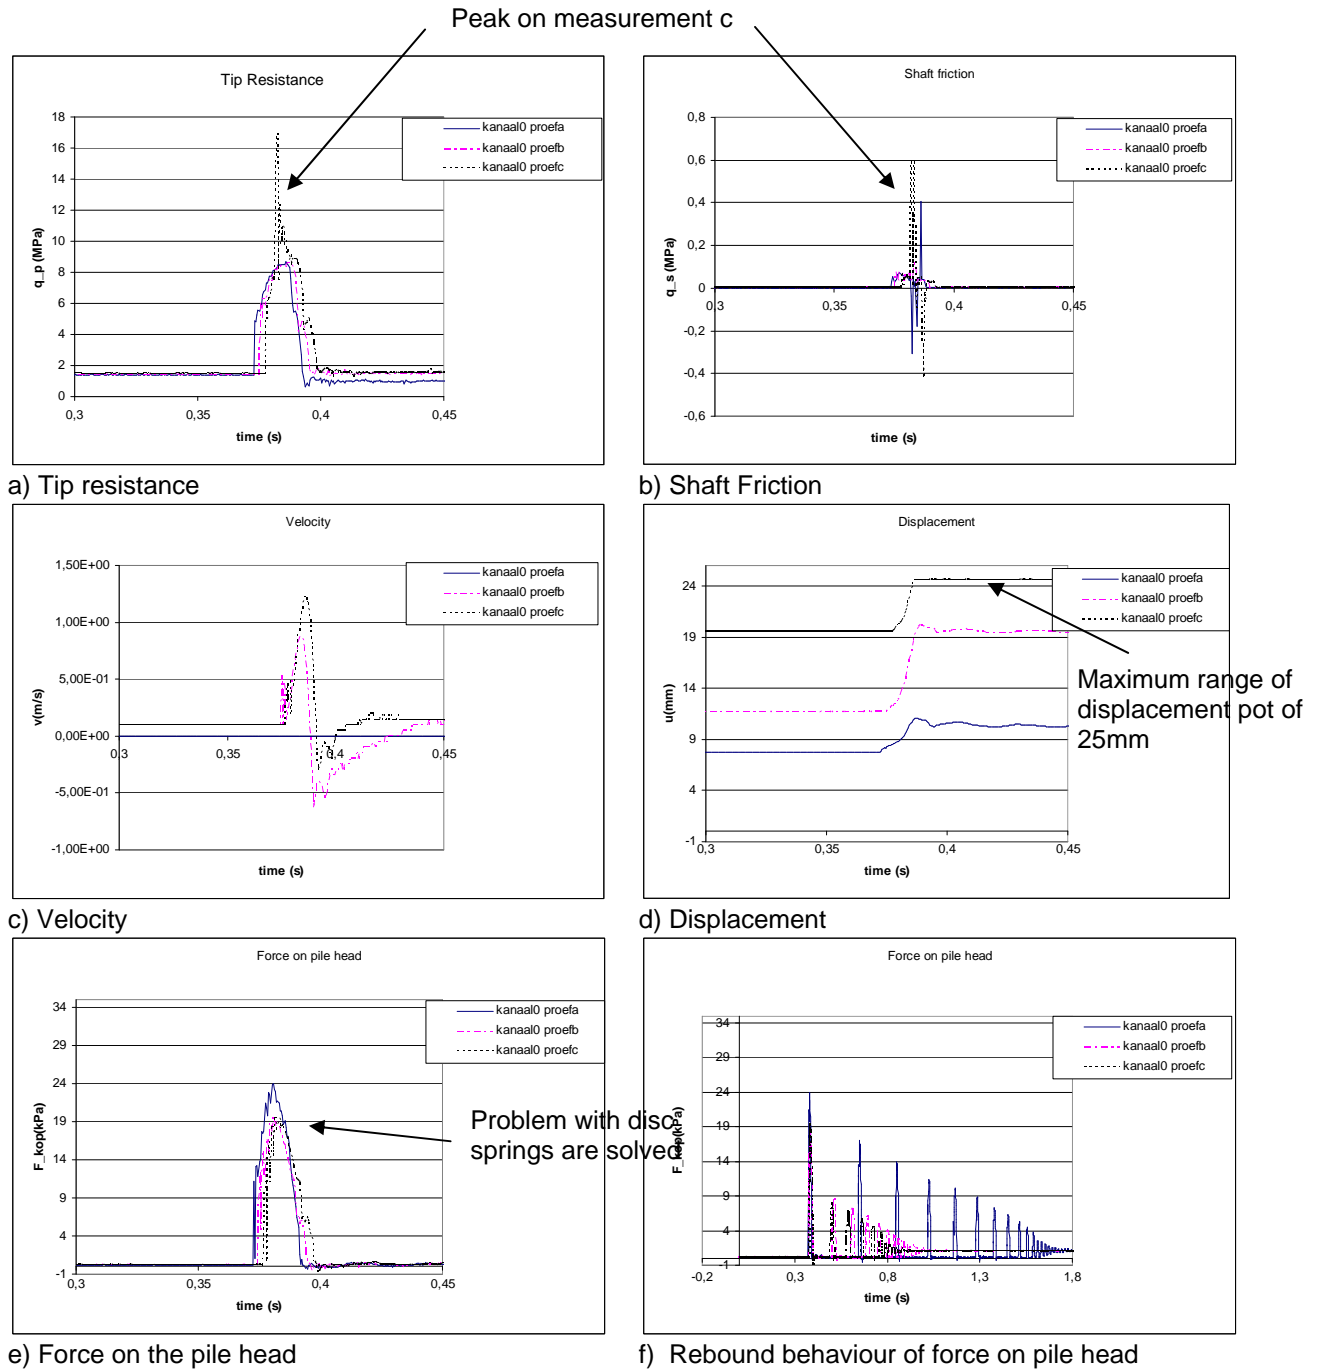 Peak on measurement c
Tip Resistance
18
16
14
12
10
8
6
4
2
0
q_p (MPa)
0,3
0,35
0,4
0,45
time (s)
kanaal0 proefa
kanaal0 proefb
kanaal0 proefc
Shaft friction
0,8
0,6
0,4
0,2
0
-0,2
-0,4
-0,6
q_s (MPa)
0,3
0,35
0,4
0,45
time (s)
kanaal0 proefa
kanaal0 proefb
kanaal0 proefc
a) Tip resistance
b) Shaft Friction
Velocity
1,50E+00
1,00E+00
5,00E-01
0,00E+00
-5,00E-01
-1,00E+00
v(m/s)
0,3
0,35
0,4
0,45
time (s)
kanaal0 proefa
kanaal0 proefb
kanaal0 proefc
Displacement
24
19
14
9
4
-1
u(mm)
0,3
0,35
0,4
0,45
time (s)
kanaal0 proefa
kanaal0 proefb
kanaal0 proefc
Maximum range of
displacement pot of
25mm
c) Velocity
d) Displacement
Force on pile head
34
29
24
19
14
9
4
-1
F_kop(kPa)
0,3
0,35
0,4
0,45
time (s)
kanaal0 proefa
kanaal0 proefb
kanaal0 proefc
Problem with disc
springs are solved
Force on pile head
34
29
24
19
14
9
4
-1
F_kop(kPa)
-0,2
0,3
0,8
1,3
1,8
time (s)
kanaal0 proefa
kanaal0 proefb
kanaal0 proefc
e) Force on the pile head
f) Rebound behaviour of force on pile head